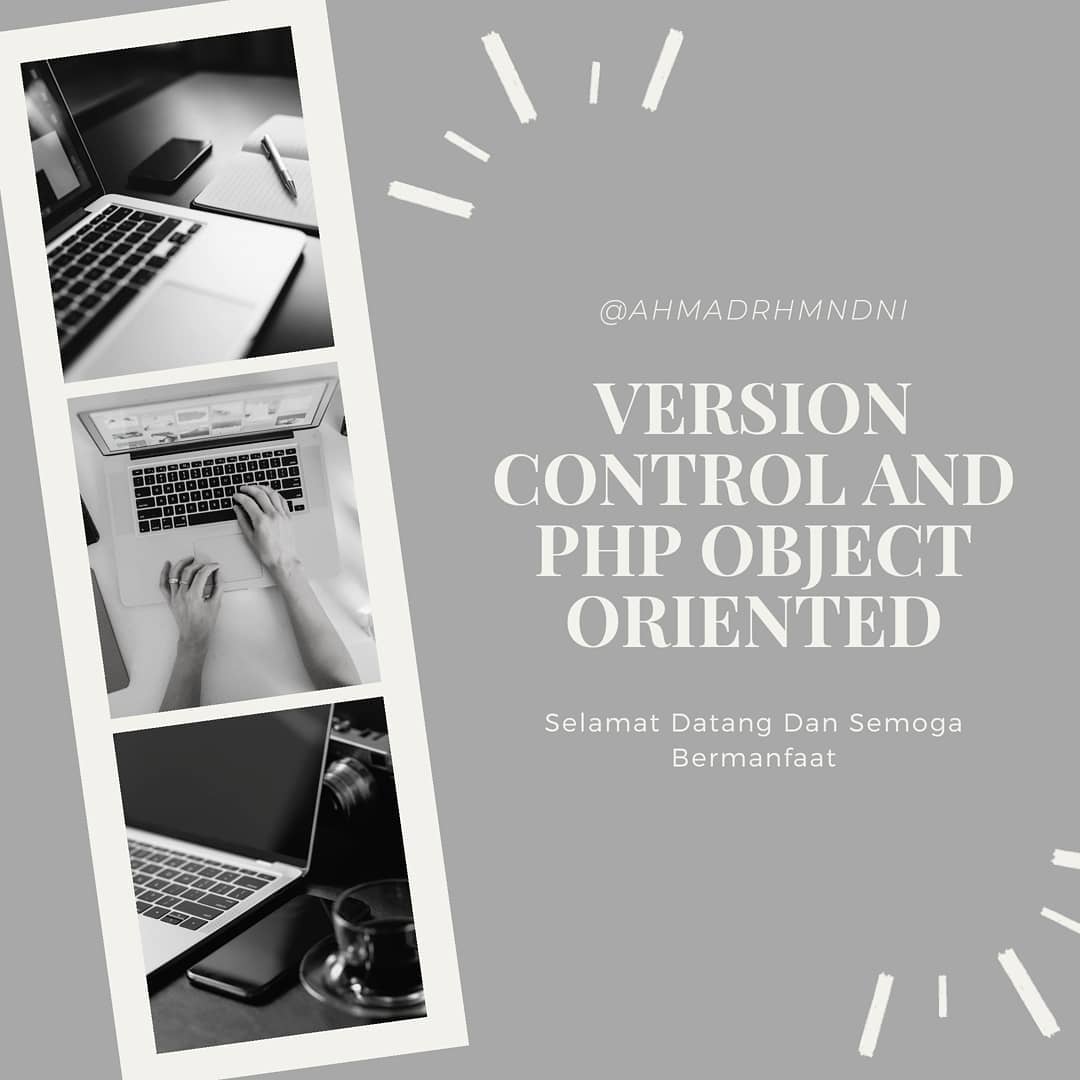 @AHMADRHMNDNI
VERSION
CONTROL AND
PHP OBJECT
ORIENTED
Selamat Datang Dan Semoga
Bermanfaat